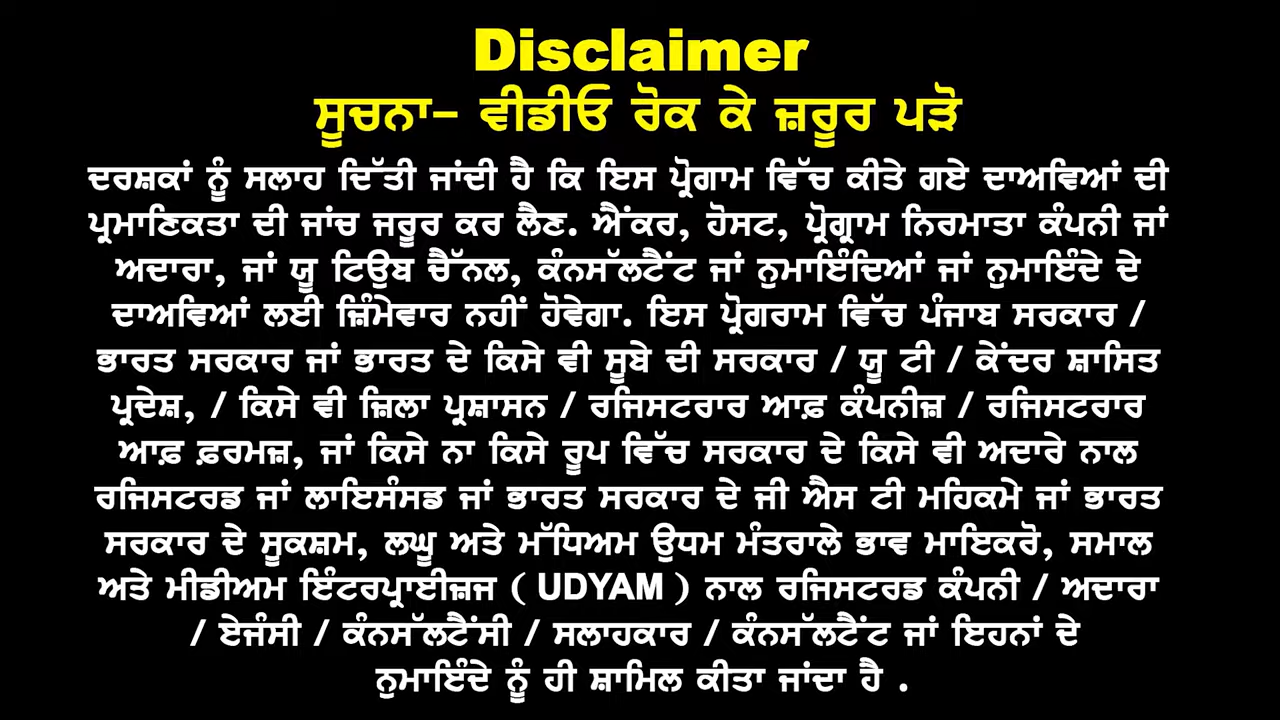 Disclaimer
ਸੂਚਨਾ- ਵੀਡੀਓ ਰੋਕ ਕੇ ਜ਼ਰੂਰ ਪੜੋ
ਦਰਸ਼ਕਾਂ ਨੂੰ ਸਲਾਹ ਦਿੱਤੀ ਜਾਂਦੀ ਹੈ ਕਿ ਇਸ ਪ੍ਰੋਗਾਮ ਵਿੱਚ ਕੀਤੇ ਗਏ ਦਾਅਵਿਆਂ ਦੀ
ਪ੍ਰਮਾਣਿਕਤਾ ਦੀ ਜਾਂਚ ਜਰੂਰ ਕਰ ਲੈਣ. ਐਂਕਰ, ਹੋਸਟ, ਪ੍ਰੋਗ੍ਰਾਮ ਨਿਰਮਾਤਾ ਕੰਪਨੀ ਜਾਂ
ਅਦਾਰਾ, ਜਾਂ ਯੂ ਟਿਉਬ ਚੈੱਨਲ, ਕੰਨਸੱਲਟੈਂਟ ਜਾਂ ਨੁਮਾਇੰਦਿਆਂ ਜਾਂ ਨੁਮਾਇੰਦੇ ਦੇ
ਦਾਅਵਿਆਂ ਲਈ ਜ਼ਿੰਮੇਵਾਰ ਨਹੀਂ ਹੋਵੇਗਾ. ਇਸ ਪ੍ਰੋਗਰਾਮ ਵਿੱਚ ਪੰਜਾਬ ਸਰਕਾਰ /
ਭਾਰਤ ਸਰਕਾਰ ਜਾਂ ਭਾਰਤ ਦੇ ਕਿਸੇ ਵੀ ਸੂਬੇ ਦੀ ਸਰਕਾਰ / ਯੂ ਟੀ / ਕੇਂਦਰ ਸ਼ਾਸਿਤ
ਪ੍ਰਦੇਸ਼, / ਕਿਸੇ ਵੀ ਜ਼ਿਲਾ ਪ੍ਰਸ਼ਾਸਨ / ਰਜਿਸਟਰਾਰ ਆਫ਼ ਕੰਪਨੀਜ਼ / ਰਜਿਸਟਰਾਰ
ਆਫ਼ ਫ਼ਰਮਜ਼, ਜਾਂ ਕਿਸੇ ਨਾ ਕਿਸੇ ਰੂਪ ਵਿੱਚ ਸਰਕਾਰ ਦੇ ਕਿਸੇ ਵੀ ਅਦਾਰੇ ਨਾਲ
ਰਜਿਸਟਰਡ ਜਾਂ ਲਾਇਸੰਸਡ ਜਾਂ ਭਾਰਤ ਸਰਕਾਰ ਦੇ ਜੀ ਐਸ ਟੀ ਮਹਿਕਮੇ ਜਾਂ ਭਾਰਤ
ਸਰਕਾਰ ਦੇ ਸੂਕਸ਼ਮ, ਲਘੂ ਅਤੇ ਮੱਧਿਅਮ ਉਧਮ ਮੰਤਰਾਲੇ ਭਾਵ ਮਾਇਕਰੋ, ਸਮਾਲ
ਅਤੇ ਮੀਡੀਅਮ ਇੰਟਰਪ੍ਰਾਈਜ਼ਜ ( UDYAM ) ਨਾਲ ਰਜਿਸਟਰਡ ਕੰਪਨੀ / ਅਦਾਰਾ
/ ਏਜੰਸੀ / ਕੰਨਸੱਲਟੈਂਸੀ / ਸਲਾਹਕਾਰ / ਕੰਨਸੱਲਟੈਂਟ ਜਾਂ ਇਹਨਾਂ ਦੇ
ਨੁਮਾਇੰਦੇ ਨੂੰ ਹੀ ਸ਼ਾਮਿਲ ਕੀਤਾ ਜਾਂਦਾ ਹੈ .